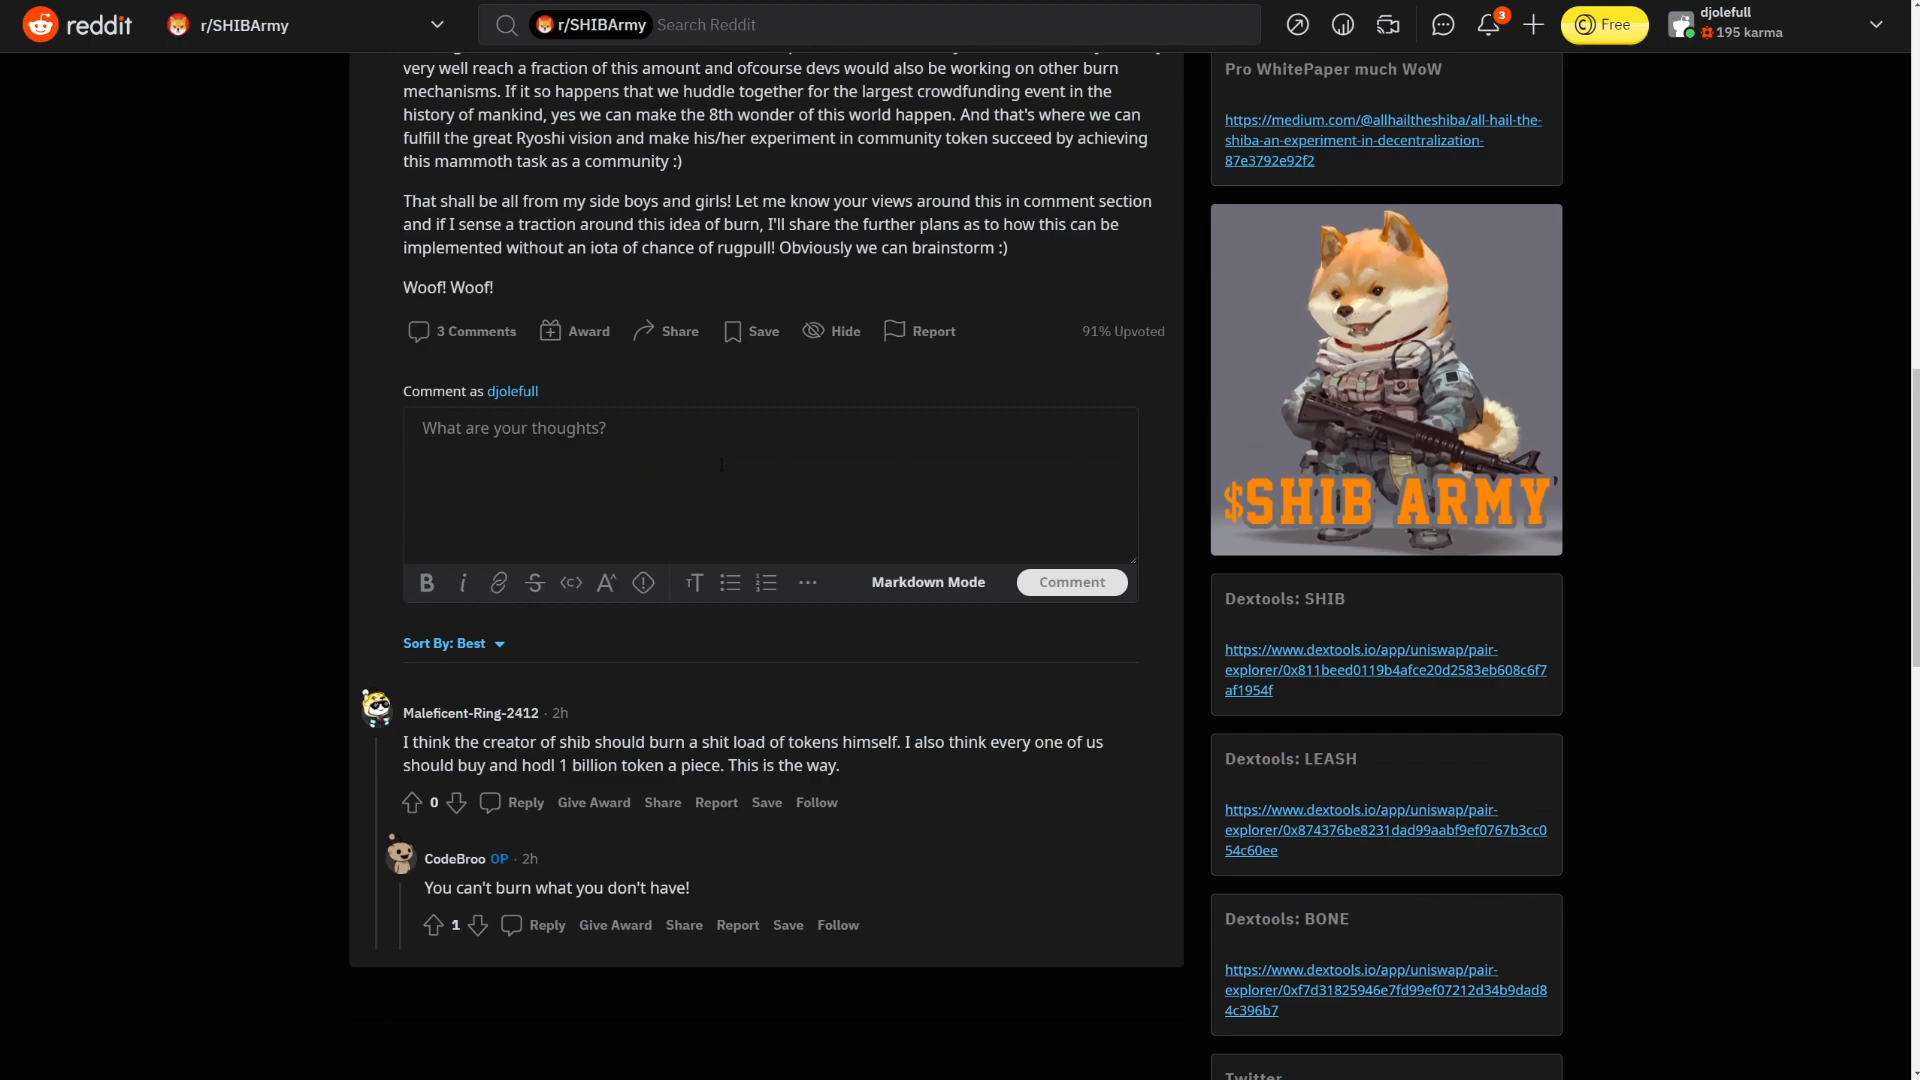 reddit
r/SHIBArmy
r/SHIBArmy Search Reddit
3
Free
djolefull
195 karma
very well reach a fraction of this amount and ofcourse devs would also be working on other burn
mechanisms. If it so happens that we huddle together for the largest crowdfunding event in the
history of mankind, yes we can make the 8th wonder of this world happen. And that's where we can
fulfill the great Ryoshi vision and make his/her experiment in community token succeed by achieving
this mammoth task as a community :)
That shall be all from my side boys and girls! Let me know your views around this in comment section
and if I sense a traction around this idea of burn, I'll share the further plans as to how this can be
implemented without an iota of chance of rugpull! Obviously we can brainstorm :)
Woof! Woof!
3 Comments Award Share Save Hide Report 91% Upvoted
Comment as djolefull
What are your thoughts?
Markdown Mode Comment
Sort By: Best
Maleficent-Ring-2412 · 2h
I think the creator of shib should burn a shit load of tokens himself. I also think every one of us
should buy and hodl 1 billion token a piece. This is the way.
0 Reply Give Award Share Report Save Follow
CodeBroo OP · 2h
You can't burn what you don't have!
1 Reply Give Award Share Report Save Follow
Pro WhitePaper much WoW
https://medium.com/@allhailtheshiba/all-hail-the-
shiba-an-experiment-in-decentralization-
87e3792e92f2
$SHIB ARMY
Dextools: SHIB
https://www.dextools.io/app/uniswap/pair-
explorer/0x811beed0119b4afce20d2583eb608c6f7
af1954f
Dextools: LEASH
https://www.dextools.io/app/uniswap/pair-
explorer/0x874376be8231dad99aabf9ef0767b3cc0
54c60ee
Dextools: BONE
https://www.dextools.io/app/uniswap/pair-
explorer/0xf7d31825946e7fd99ef07212d34b9dad8
4c396b7
Twitter